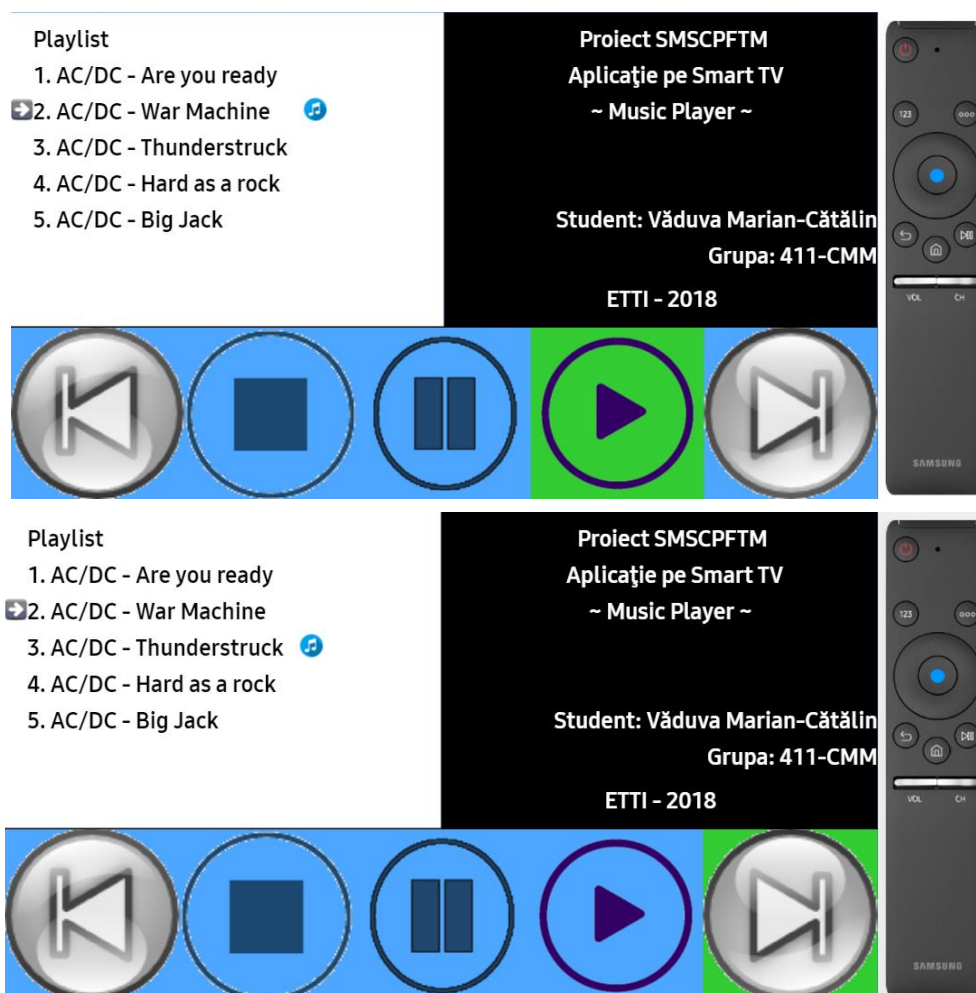 Playlist
1. AC/DC - Are you ready
2. AC/DC - War Machine
3. AC/DC - Thunderstruck
4. AC/DC - Hard as a rock
5. AC/DC - Big Jack
Proiect SMSCPFTM
Aplicaţie pe Smart TV
~ Music Player ~
Student: Văduva Marian-Cătălin
Grupa: 411-CMM
ETTI - 2018
123
VOL
CH
SAMSUNG
Playlist
1. AC/DC - Are you ready
2. AC/DC - War Machine
3. AC/DC - Thunderstruck
4. AC/DC - Hard as a rock
5. AC/DC - Big Jack
Proiect SMSCPFTM
Aplicaţie pe Smart TV
~ Music Player ~
Student: Văduva Marian-Cătălin
Grupa: 411-CMM
ETTI - 2018
123
VOL
CH
SAMSUNG